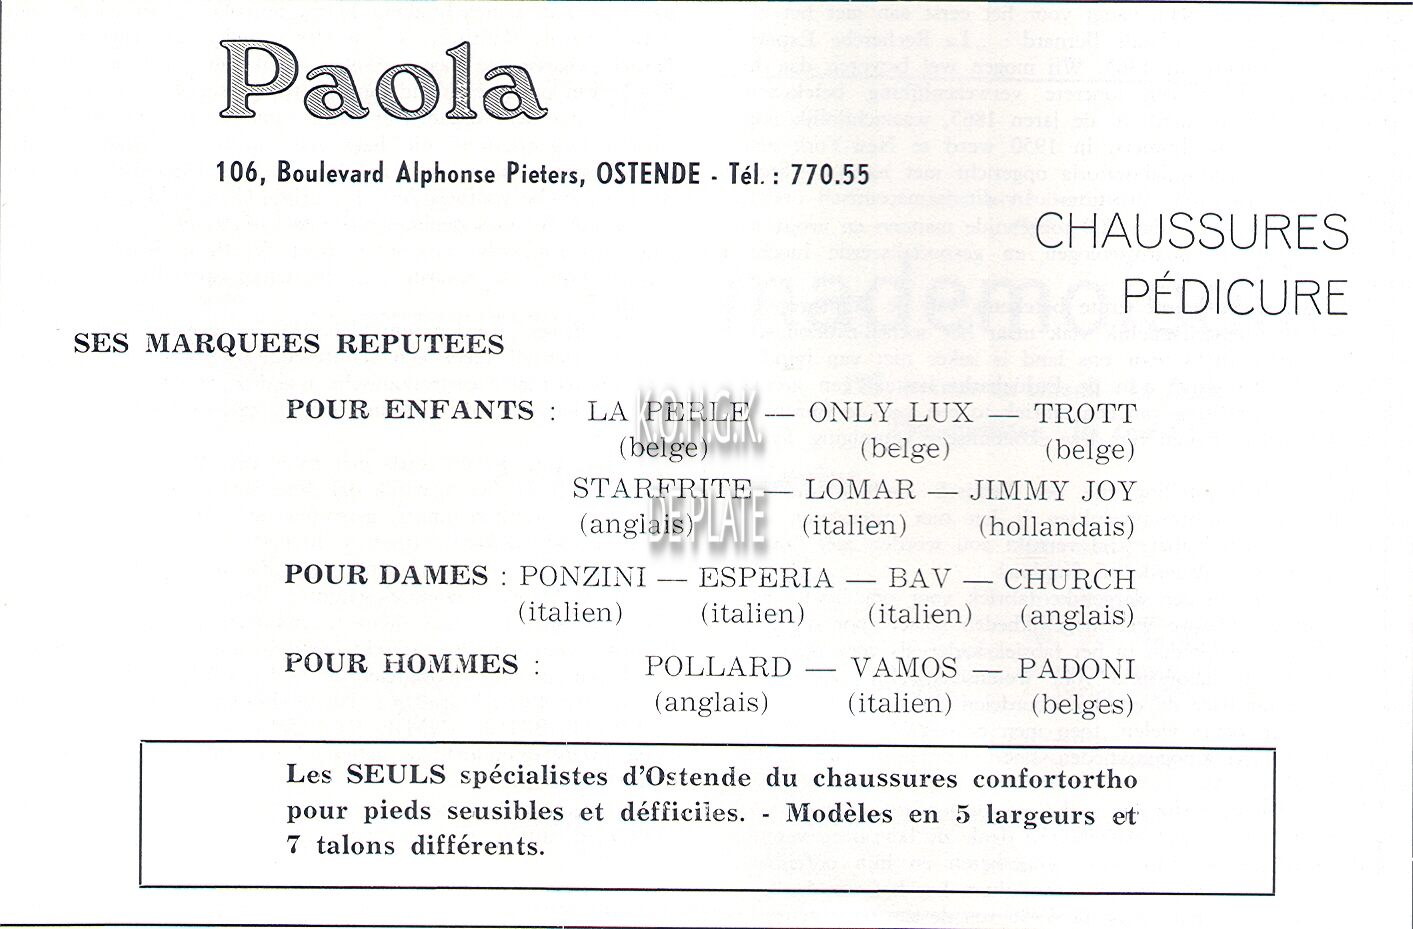 Paola
106, Boulevard Alphonse Pieters, OSTENDE - Tél. : 770.55
CHAUSSURES
PÉDICURE
SES MARQUEES REPUTEES
POUR ENFANTS : LA PERLE — ONLY LUX — TROTT
(belge) (belge) (belge)
STARFRITE — LOMAR — JIMMY JOY
(anglais) (italien) (hollandais)
POUR DAMES : PONZINI — ESPERIA — BAV — CHURCH
(italien) (italien) (italien) (anglais)
POUR HOMMES : POLLARD — VAMOS — PADONI
(anglais) (italien) (belges)
Les SEULS spécialistes d'Ostende du chaussures confortortho
pour pieds seusibles et défficiles. - Modèles en 5 largeurs et
7 talons différents.
K.O.H.G.K.
DE PLATE